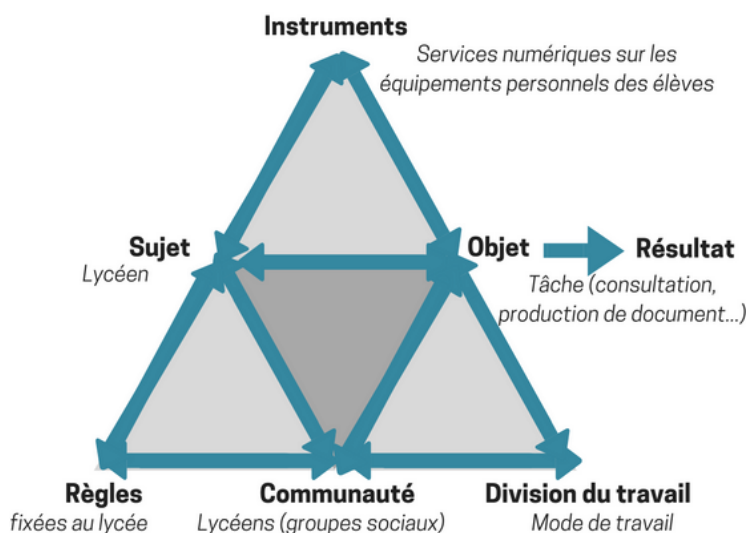 Instruments
Services numériques sur les
équipements personnels des élèves
Sujet
Lycéen
Objet
Résultat
Tâche (consultation,
production de document...)
Règles
fixées au lycée
Communauté
Lycéens (groupes sociaux)
Division du travail
Mode de travail